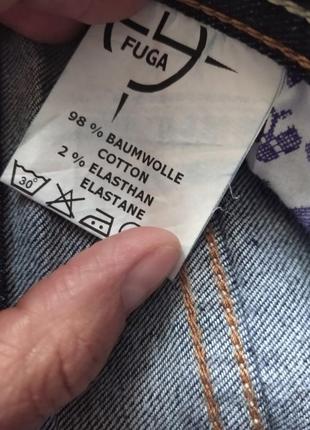 FUGA
98 % BAUMWOLLE
COTTON
2 % ELASTHAN
ELASTANE
30°